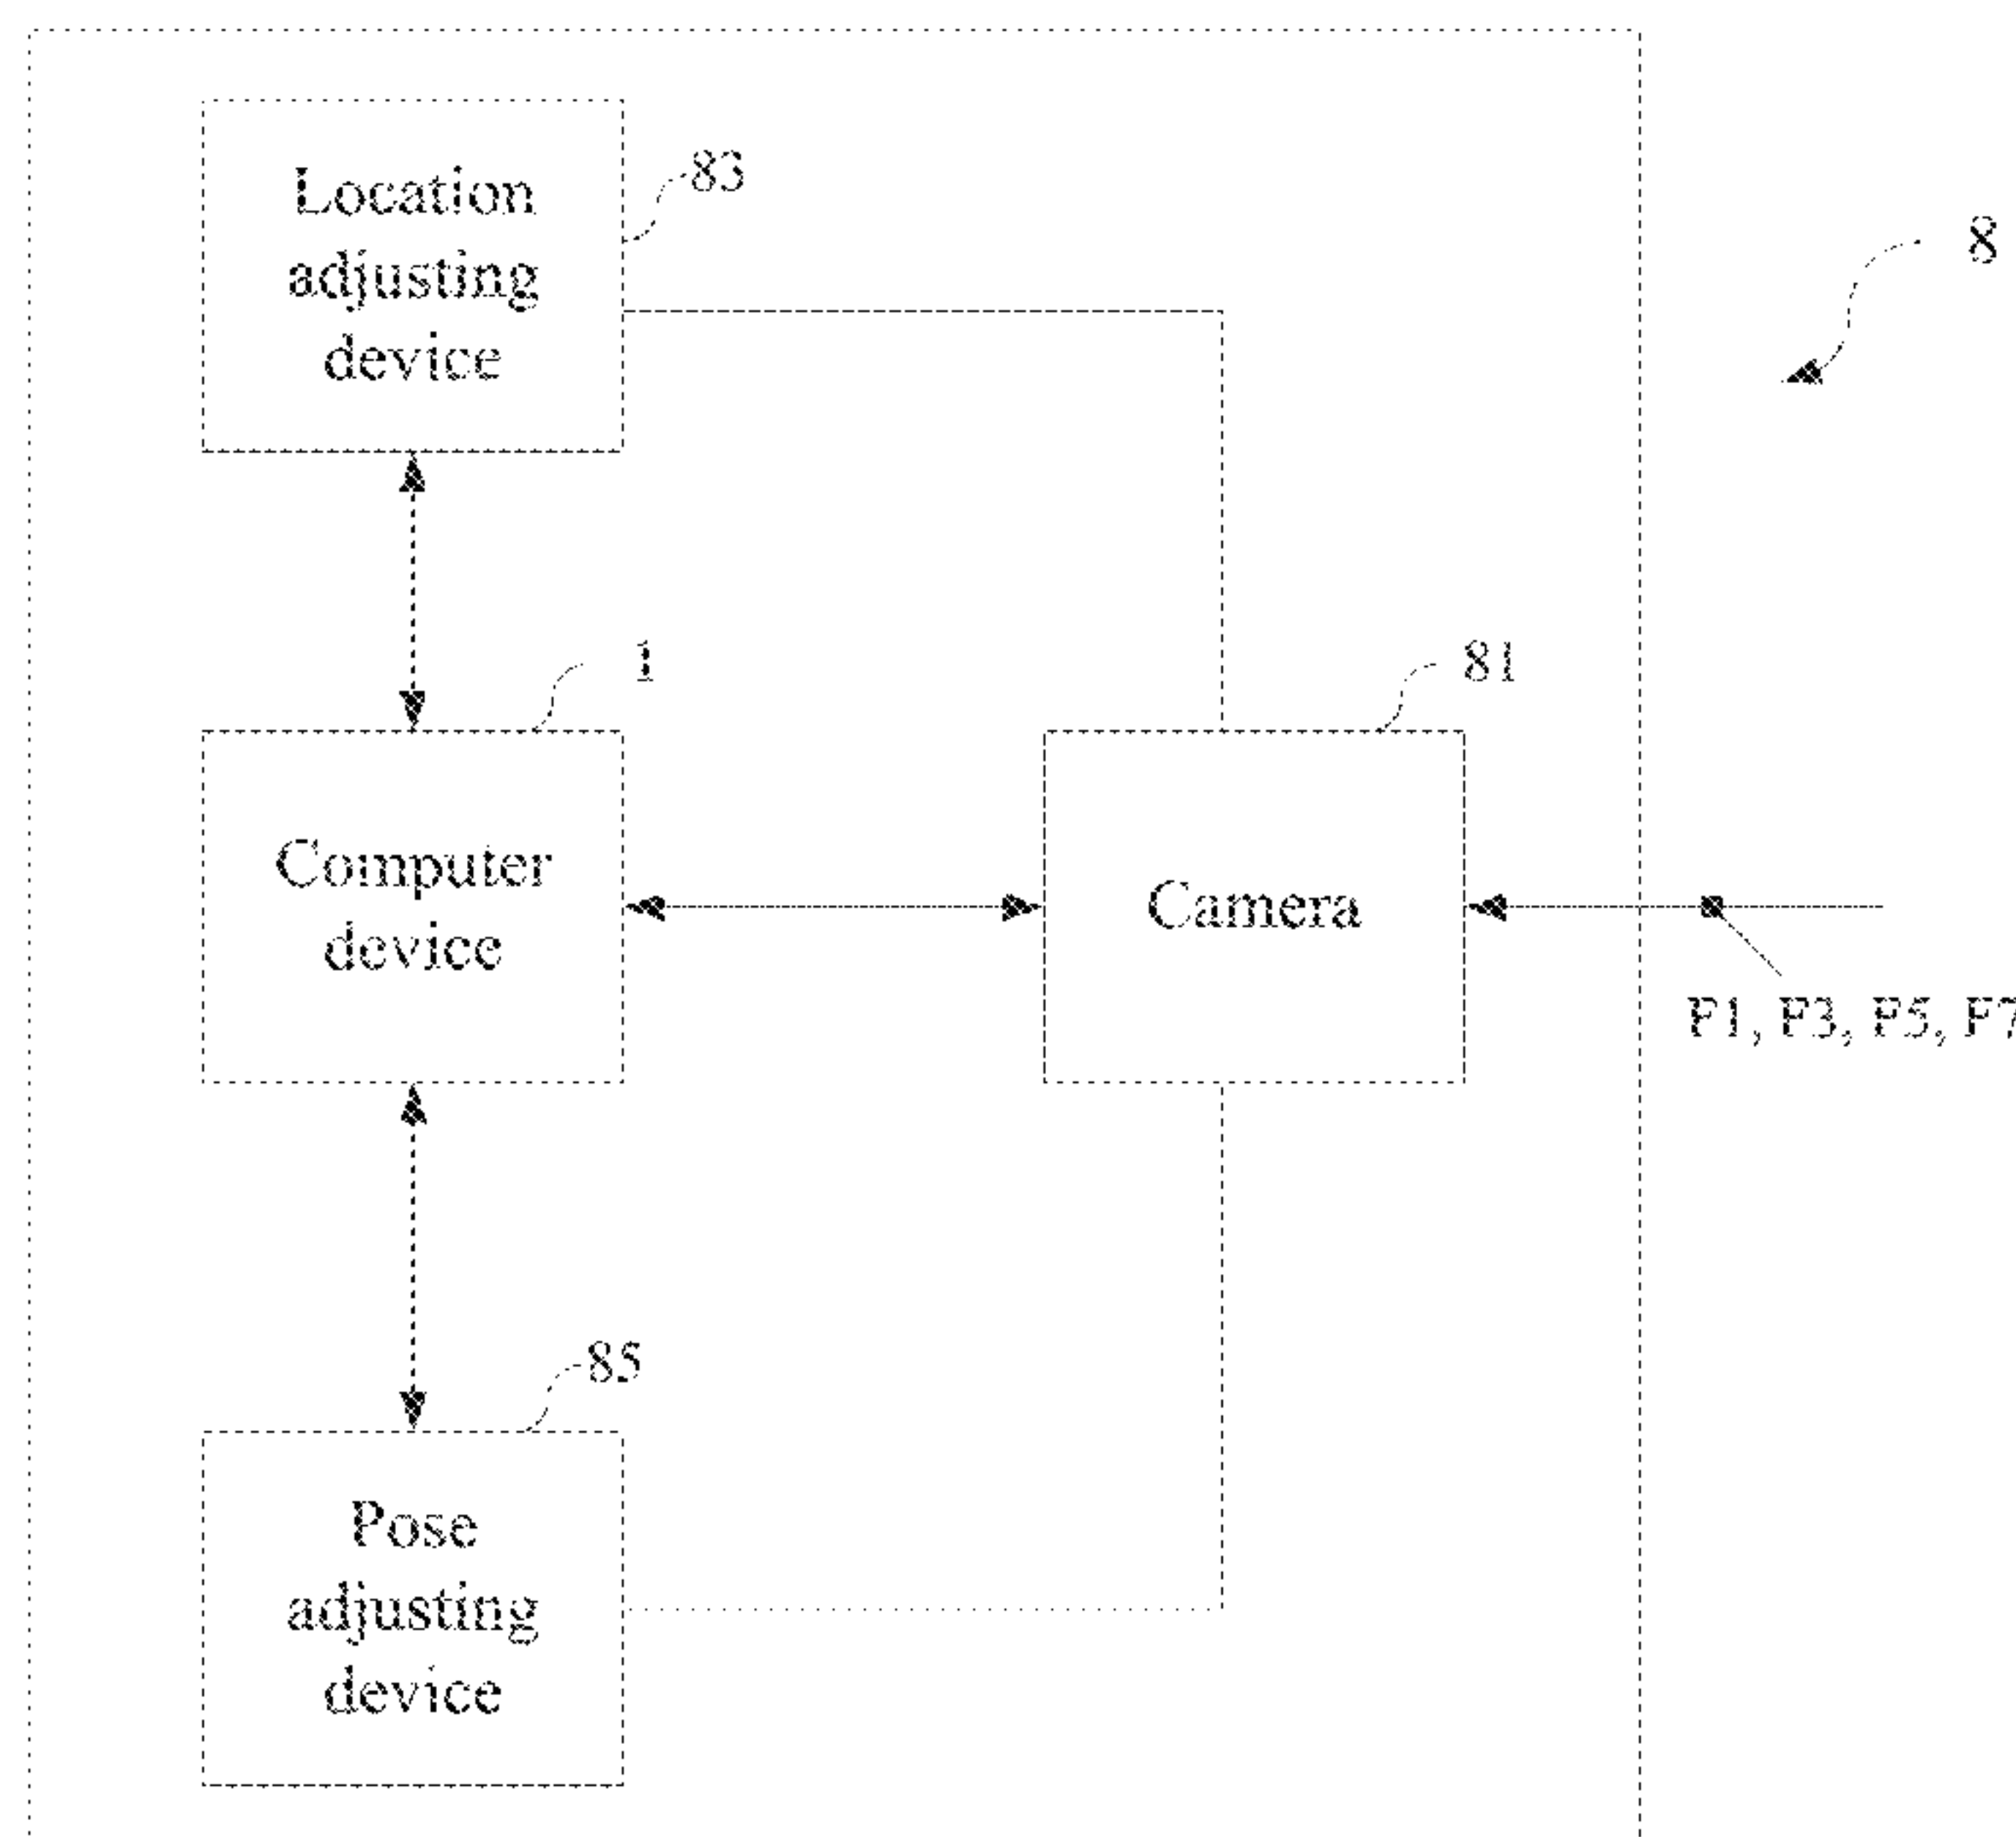 Location
adjusting
device
83
8
1
81
Computer
device
Camera
F1, F3, F5, F7
85
Pose
adjusting
device